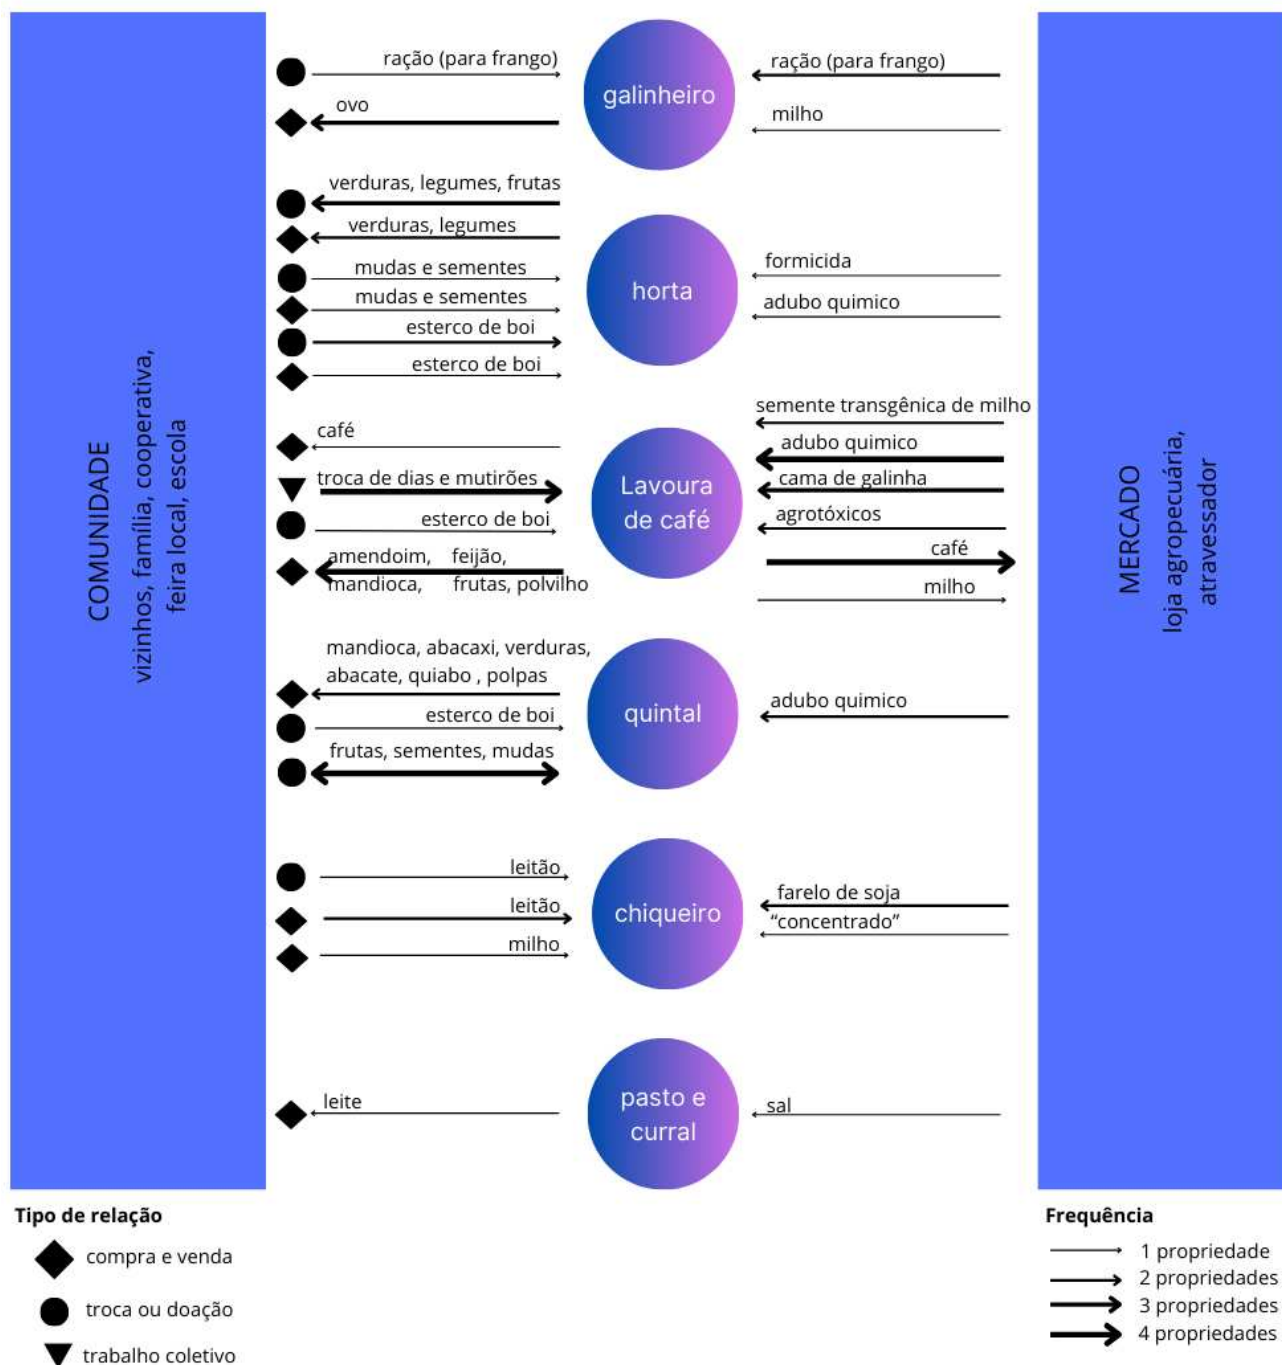 ração (para frango)
ovo
galinheiro
ração (para frango)
milho
verduras, legumes, frutas
verduras, legumes
mudas e sementes
mudas e sementes
esterco de boi
esterco de boi
horta
formicida
adubo quimico
COMUNIDADE
vizinhos, família, cooperativa,
feira local, escola
café
troca de dias e mutirões
esterco de boi
amendoim, feijão,
mandioca, frutas, polvilho
Lavoura
de café
semente transgênica de milho
adubo quimico
cama de galinha
agrotóxicos
café
milho
MERCADO
loja agropecuária,
atravessador
mandioca, abacaxi, verduras,
abacate, quiabo , polpas
esterco de boi
frutas, sementes, mudas
quintal
adubo quimico
leitão
leitão
milho
chiqueiro
farelo de soja
“concentrado”
leite
pasto e
curral
sal
Tipo de relação
compra e venda
troca ou doação
trabalho coletivo
Frequência
1 propriedade
2 propriedades
3 propriedades
4 propriedades